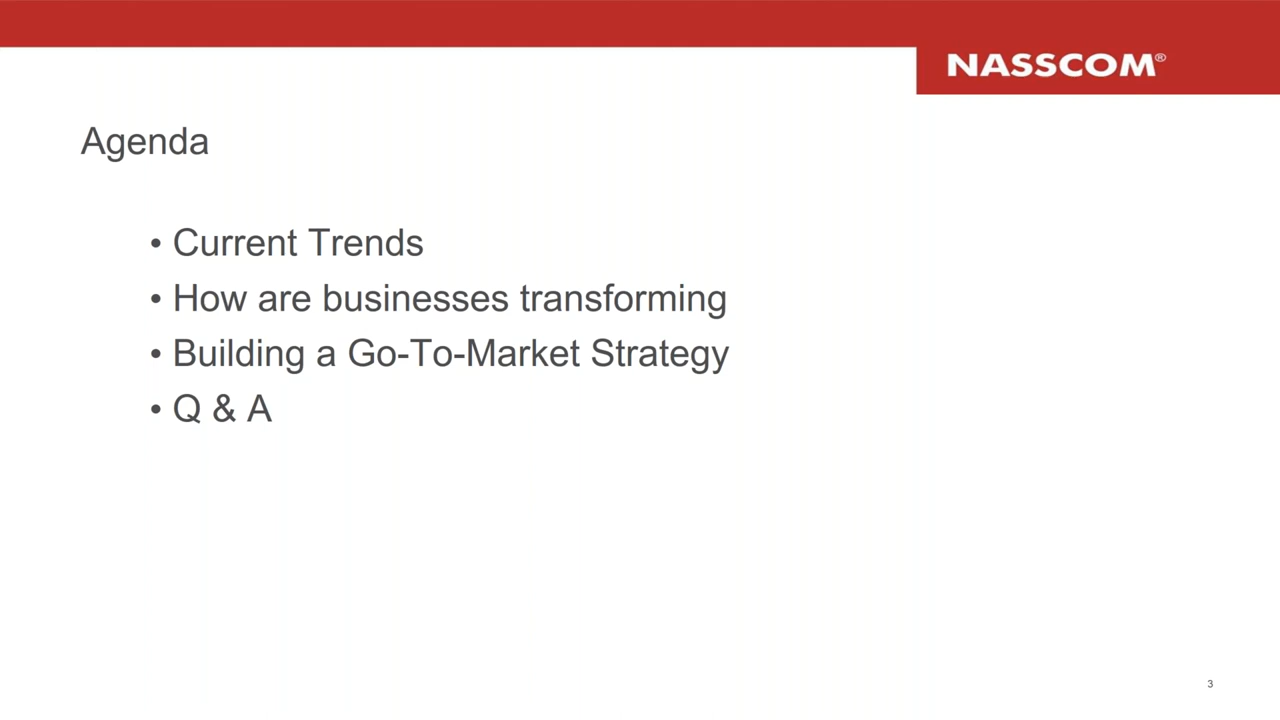 NASSCOM®
Agenda
• Current Trends
• How are businesses transforming
• Building a Go-To-Market Strategy
• Q & A
3